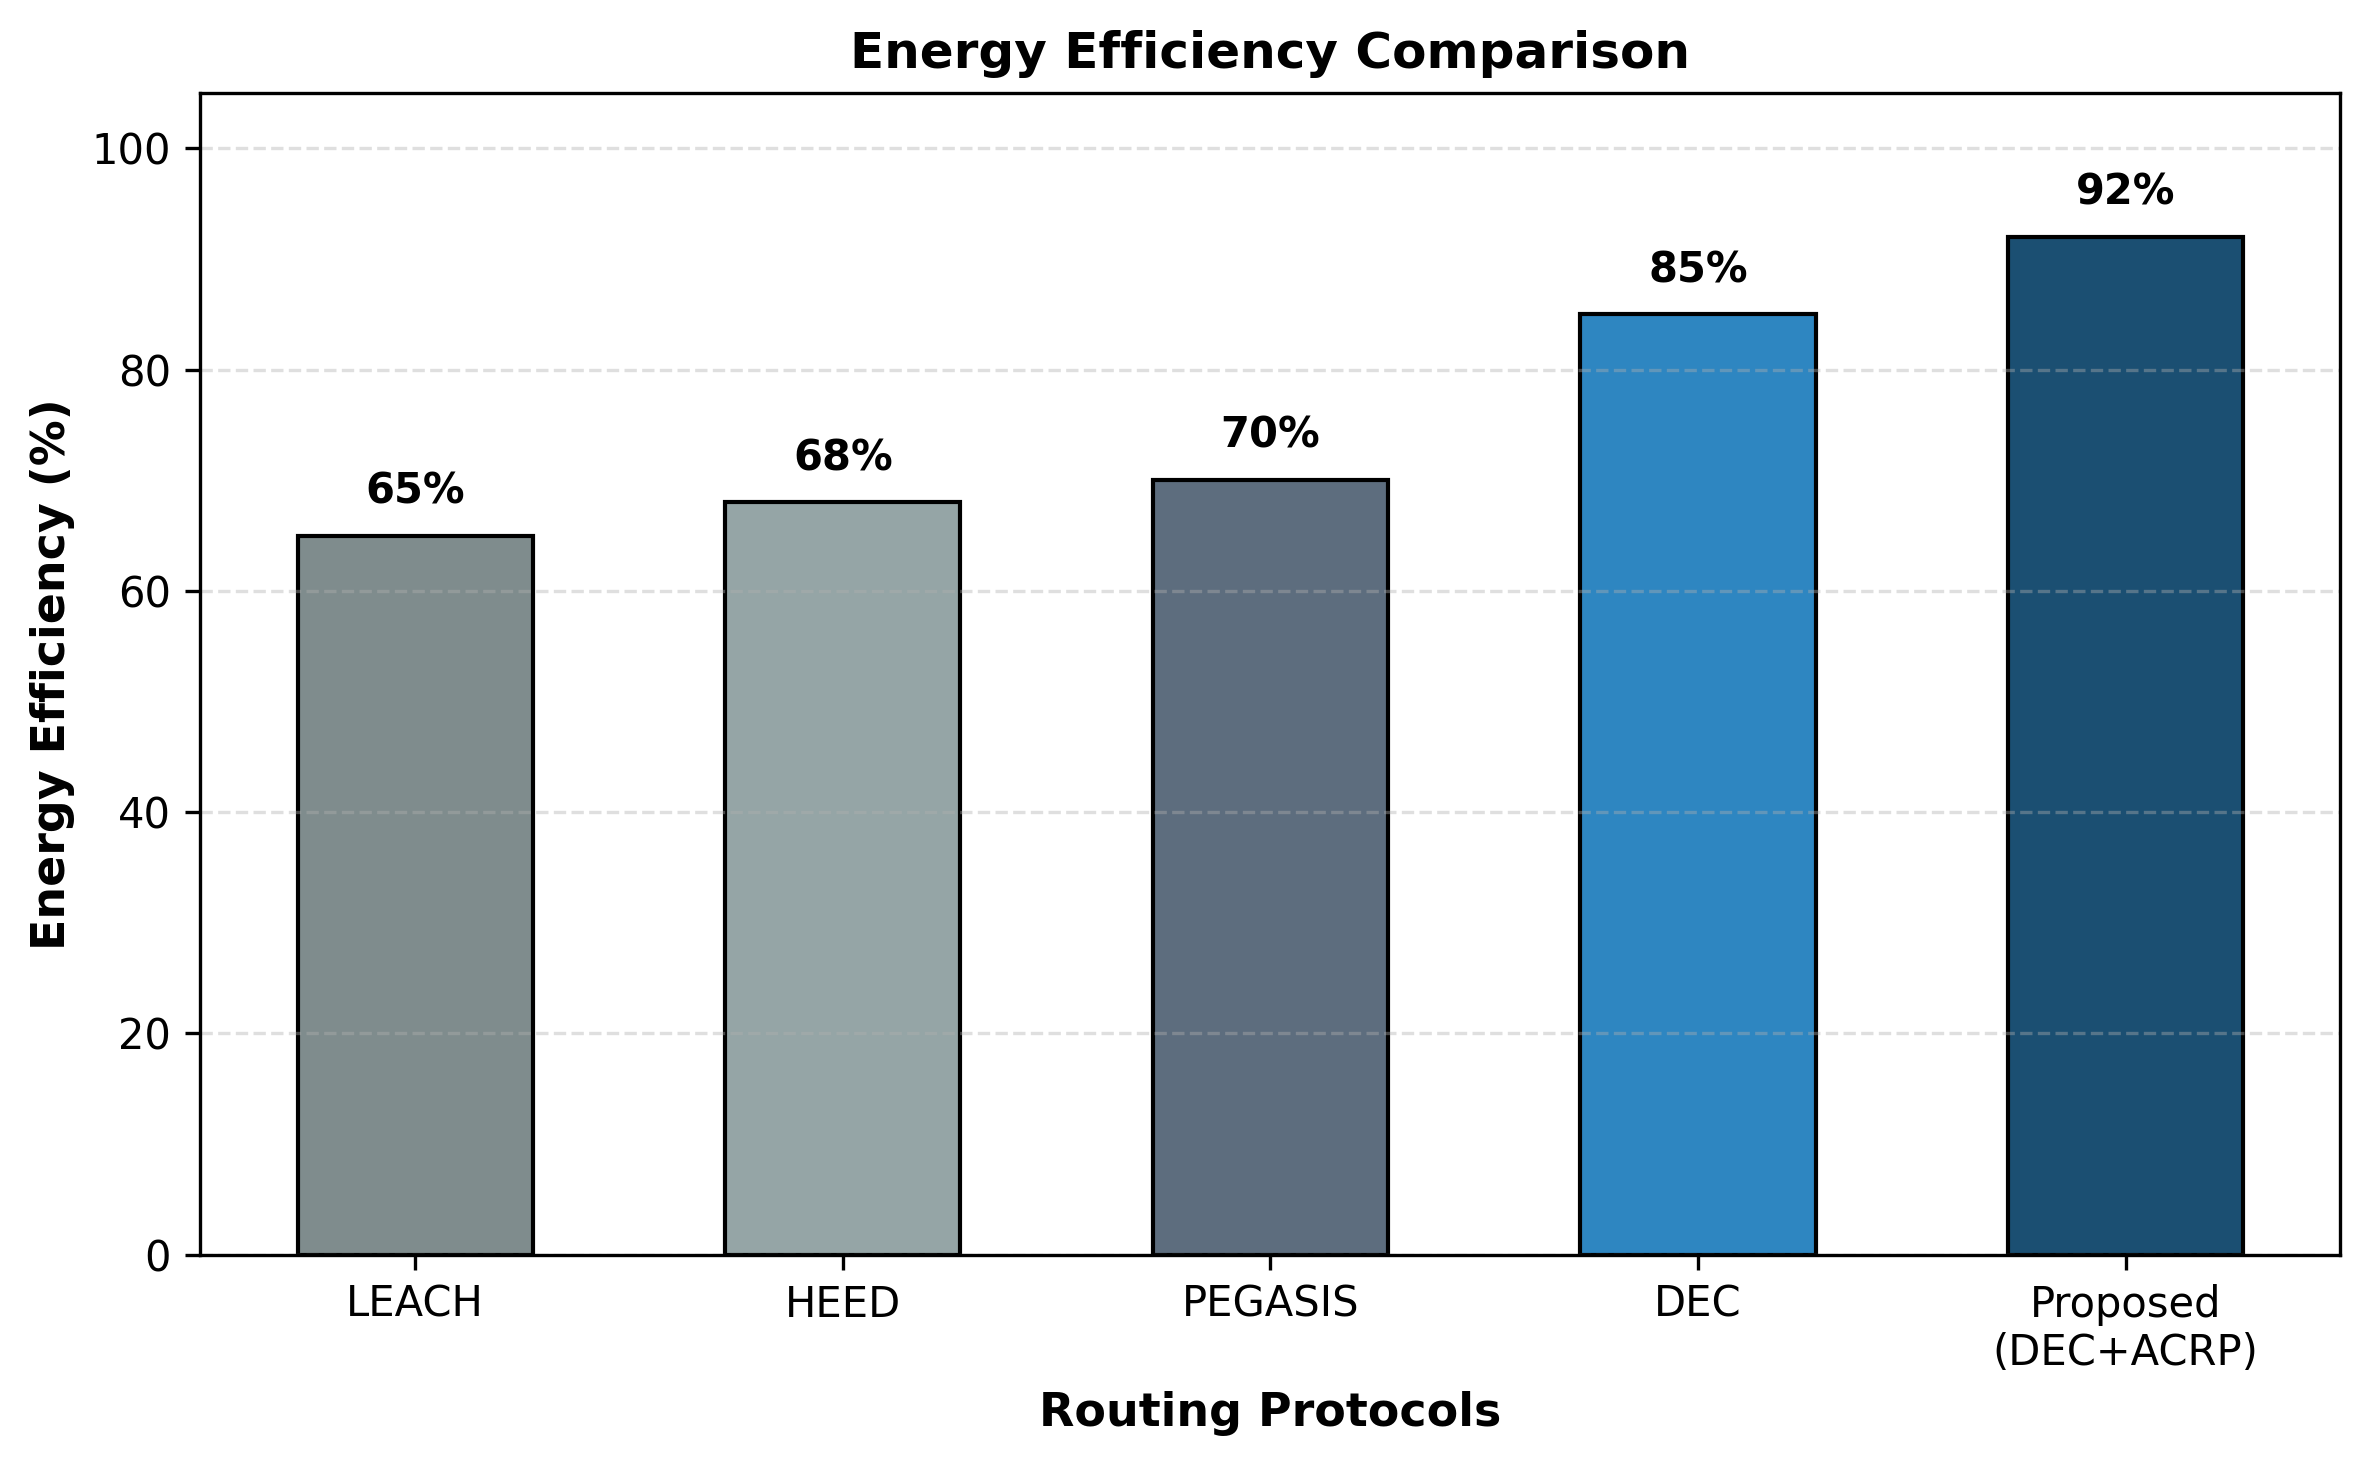 Energy Efficiency Comparison
Energy Efficiency (%)
100
80
60
40
20
0
65%
68%
70%
85%
92%
LEACH
HEED
PEGASIS
DEC
Proposed
(DEC+ACRP)
Routing Protocols